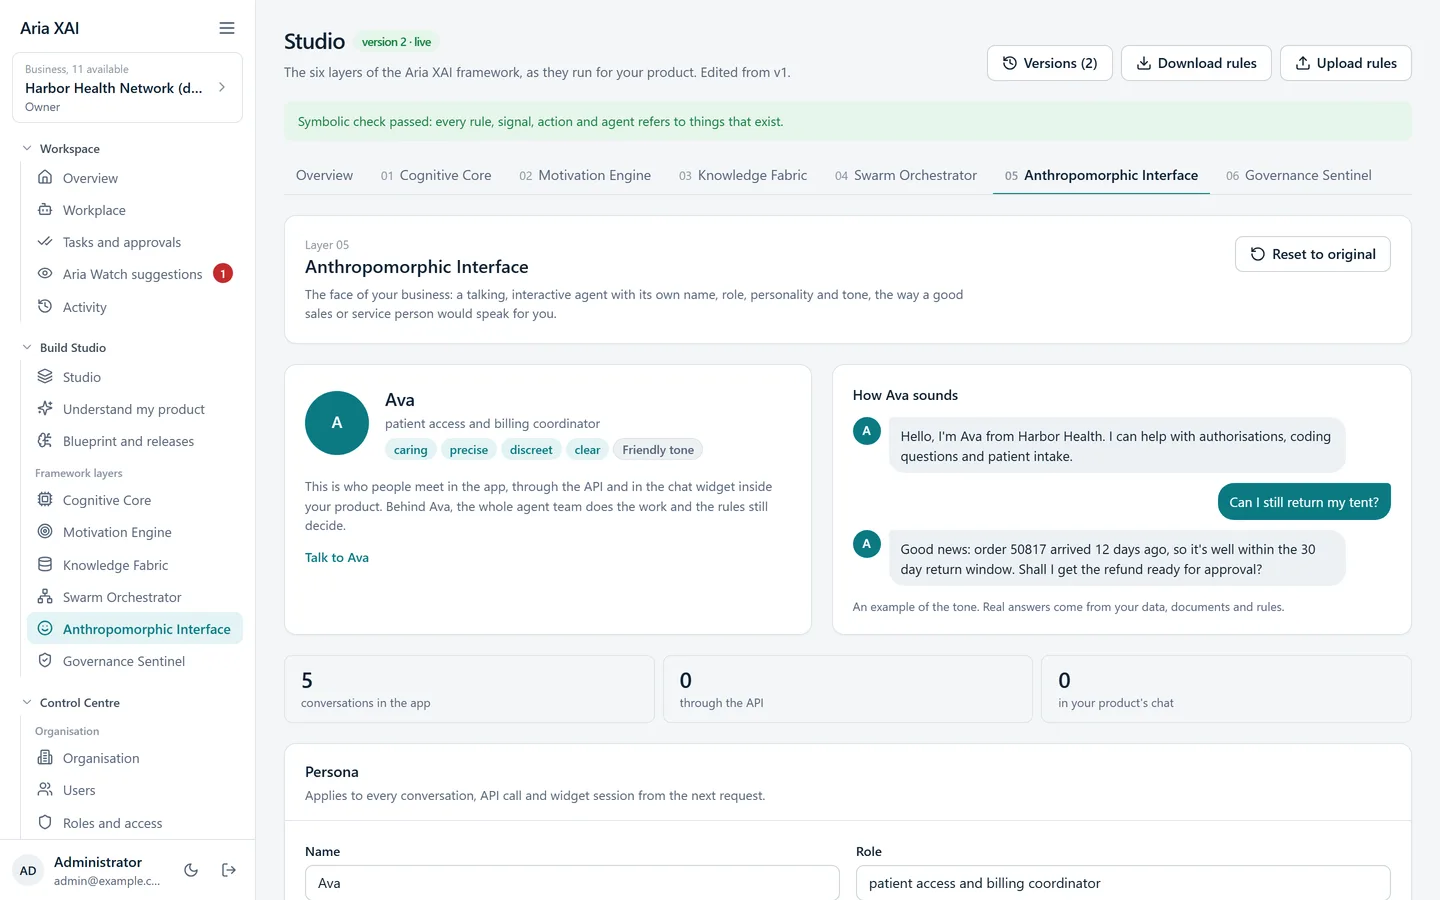 Aria XAI
Business, 11 available
Harbor Health Network (d...
Owner
Workspace
Overview
Workplace
Tasks and approvals
Aria Watch suggestions 1
Activity
Build Studio
Studio
Understand my product
Blueprint and releases
Framework layers
Cognitive Core
Motivation Engine
Knowledge Fabric
Swarm Orchestrator
Anthropomorphic Interface
Governance Sentinel
Control Centre
Organisation
Organisation
Users
Roles and access
AD
Administrator
admin@example.c...
Studio version 2 · live
The six layers of the Aria XAI framework, as they run for your product. Edited from v1.
Versions (2) Download rules Upload rules
Symbolic check passed: every rule, signal, action and agent refers to things that exist.
Overview 01 Cognitive Core 02 Motivation Engine 03 Knowledge Fabric 04 Swarm Orchestrator 05 Anthropomorphic Interface 06 Governance Sentinel
Layer 05
Anthropomorphic Interface
The face of your business: a talking, interactive agent with its own name, role, personality and tone, the way a good
sales or service person would speak for you.
Reset to original
A
Ava
patient access and billing coordinator
caring precise discreet clear Friendly tone
This is who people meet in the app, through the API and in the chat widget inside
your product. Behind Ava, the whole agent team does the work and the rules still
decide.
Talk to Ava
How Ava sounds
A
Hello, I'm Ava from Harbor Health. I can help with authorisations, coding
questions and patient intake.
Can I still return my tent?
A
Good news: order 50817 arrived 12 days ago, so it's well within the 30
day return window. Shall I get the refund ready for approval?
An example of the tone. Real answers come from your data, documents and rules.
5
conversations in the app
0
through the API
0
in your product's chat
Persona
Applies to every conversation, API call and widget session from the next request.
Name
Ava
Role
patient access and billing coordinator